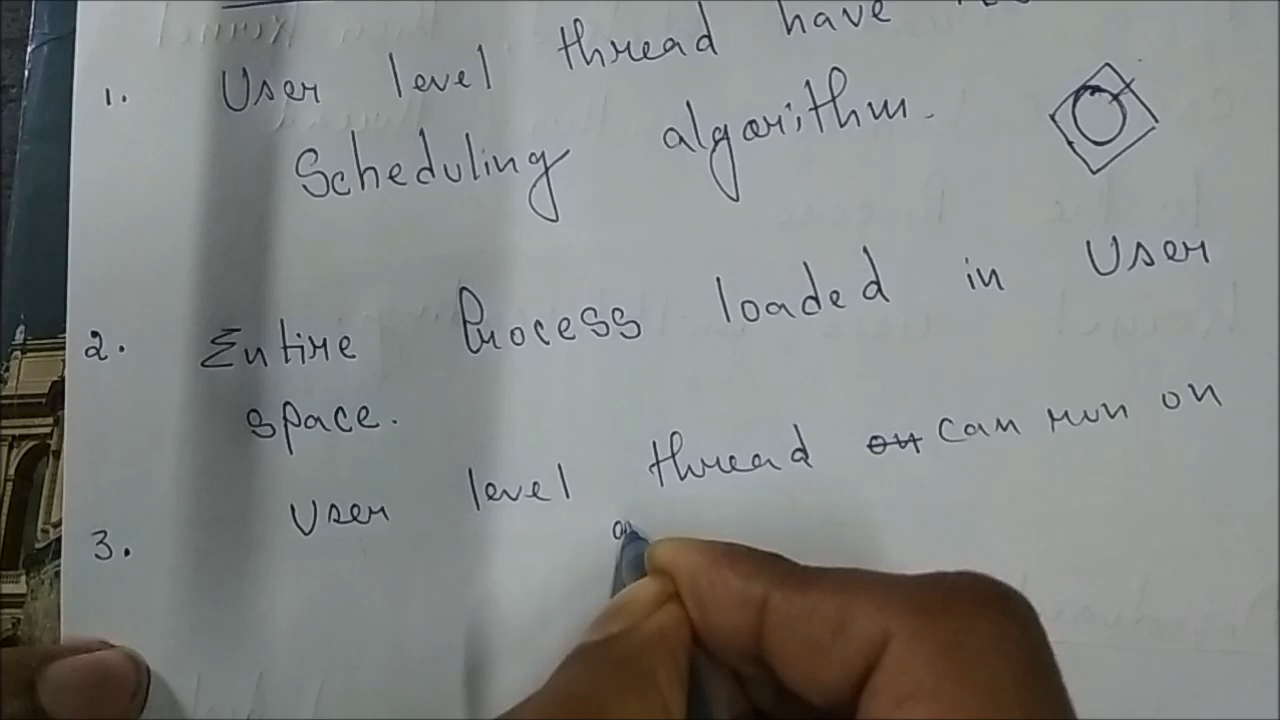 1. User level thread have
Scheduling algorithm.
2. Entire Process loaded in User
space.
3. User level thread can run on